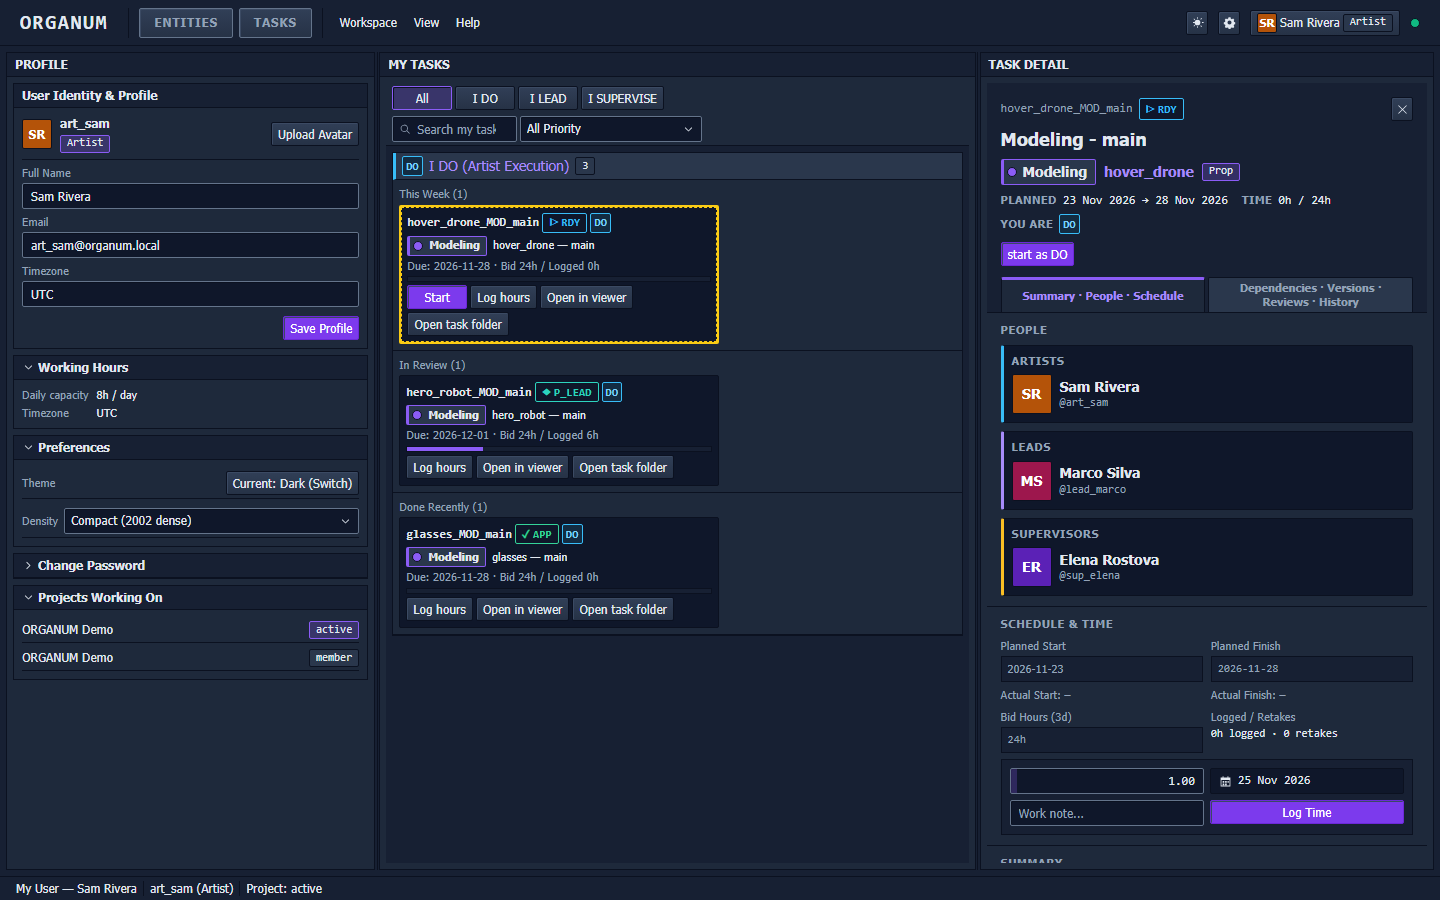 ORGANUM
ENTITIES
TASKS
Workspace
View
Help
SR
Sam Rivera
Artist
PROFILE
User Identity & Profile
SR
art_sam
Artist
Upload Avatar
Full Name
Sam Rivera
Email
art_sam@organum.local
Timezone
UTC
Save Profile
Working Hours
Daily capacity 8h / day
Timezone UTC
Preferences
Theme
Current: Dark (Switch)
Density
Compact (2002 dense)
Change Password
Projects Working On
ORGANUM Demo
active
ORGANUM Demo
member
MY TASKS
All
I DO
I LEAD
I SUPERVISE
Search my task
All Priority
DO I DO (Artist Execution) 3
This Week (1)
hover_drone_MOD_main RDY DO
Modeling hover_drone — main
Due: 2026-11-28 · Bid 24h / Logged 0h
Start
Log hours
Open in viewer
Open task folder
In Review (1)
hero_robot_MOD_main P_LEAD DO
Modeling hero_robot — main
Due: 2026-12-01 · Bid 24h / Logged 6h
Log hours
Open in viewer
Open task folder
Done Recently (1)
glasses_MOD_main APP DO
Modeling glasses — main
Due: 2026-11-28 · Bid 24h / Logged 0h
Log hours
Open in viewer
Open task folder
TASK DETAIL
hover_drone_MOD_main RDY
Modeling - main
Modeling hover_drone Prop
PLANNED 23 Nov 2026 → 28 Nov 2026 TIME 0h / 24h
YOU ARE DO
start as DO
Summary · People · Schedule
Dependencies · Versions ·
Reviews · History
PEOPLE
ARTISTS
SR
Sam Rivera
@art_sam
LEADS
MS
Marco Silva
@lead_marco
SUPERVISORS
ER
Elena Rostova
@sup_elena
SCHEDULE & TIME
Planned Start
Planned Finish
2026-11-23
2026-11-28
Actual Start: —
Actual Finish: —
Bid Hours (3d)
Logged / Retakes
24h
0h logged · 0 retakes
1.00
25 Nov 2026
Work note...
Log Time
SUMMARY
My User — Sam Rivera
art_sam (Artist)
Project: active